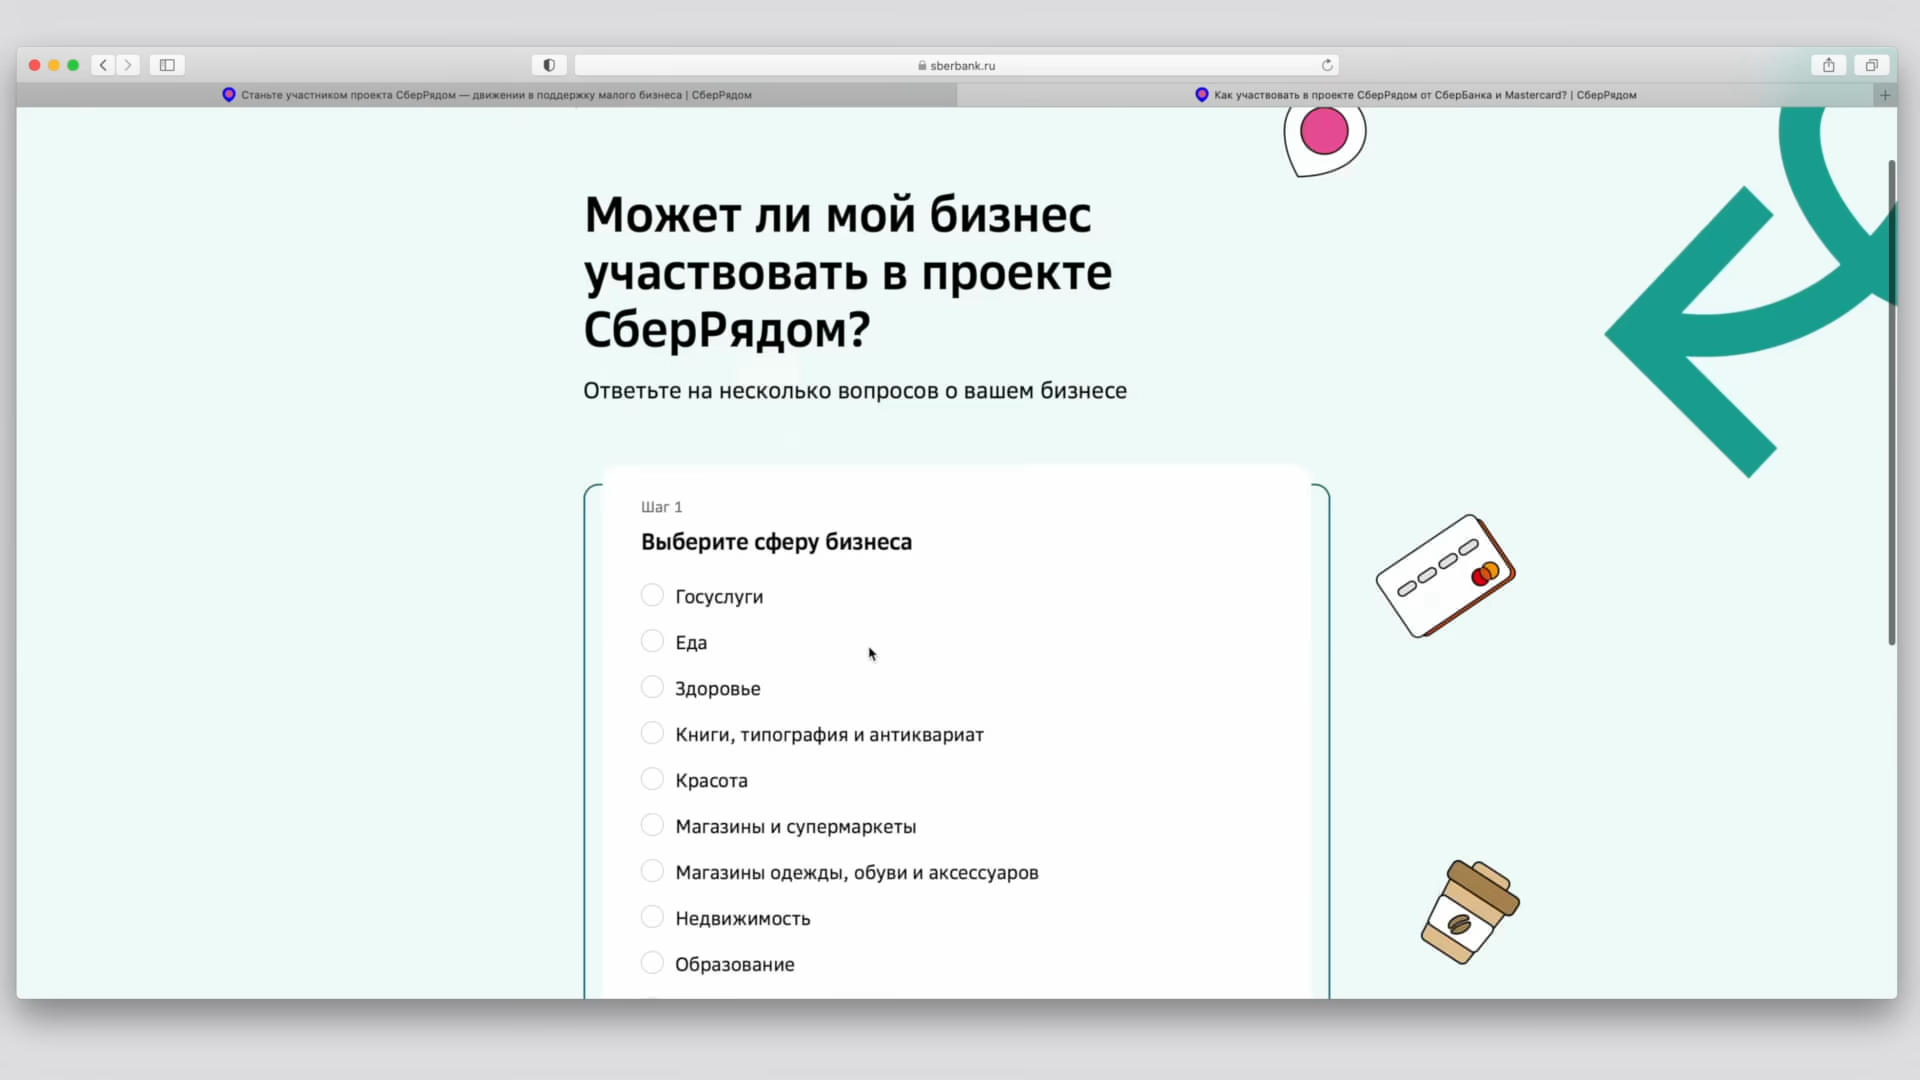 sberbank.ru
Станьте участником проекта СберРядом — движении в поддержку малого бизнеса | СберРядом
Как участвовать в проекте СберРядом от СберБанка и Mastercard? | СберРядом
Может ли мой бизнес
участвовать в проекте
СберРядом?
Ответьте на несколько вопросов о вашем бизнесе
Шаг 1
Выберите сферу бизнеса
Госуслуги
Еда
Здоровье
Книги, типография и антиквариат
Красота
Магазины и супермаркеты
Магазины одежды, обуви и аксессуаров
Недвижимость
Образование